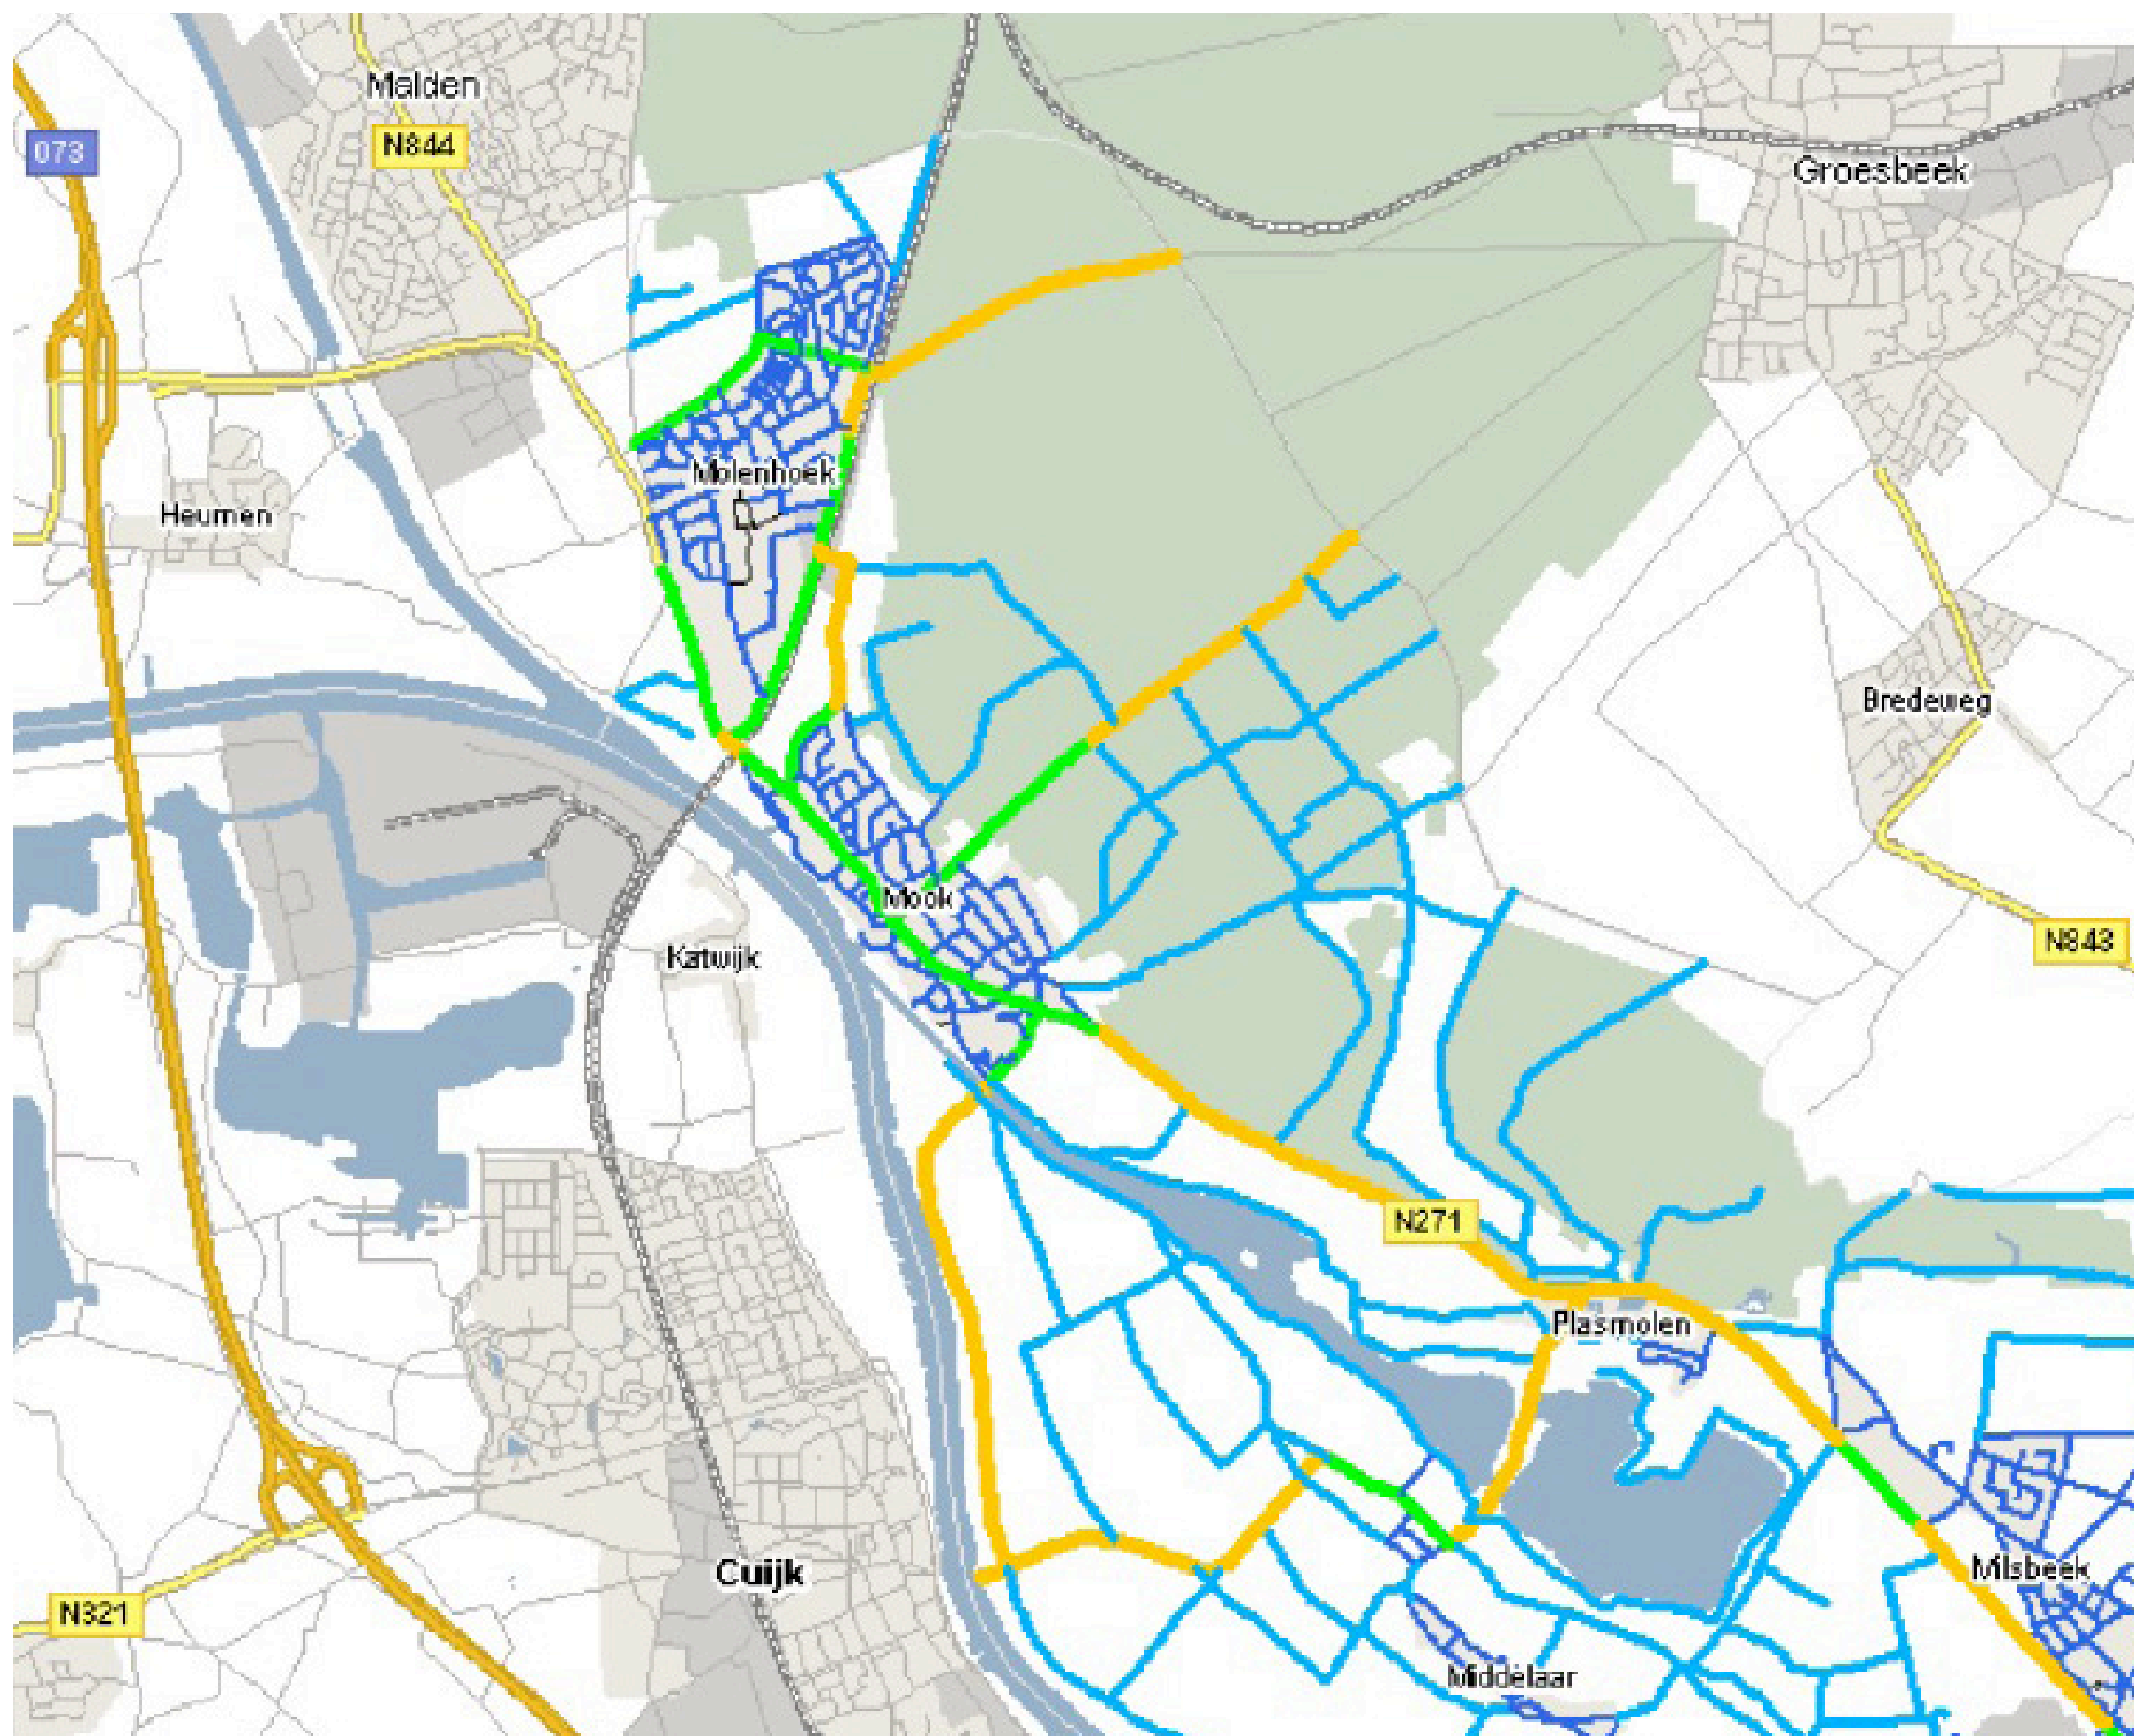 Malden
073
N844
Groesbeek
Molenhoek
Heumen
Bredeweg
Mook
N843
Katwijk
N271
Plasmolen
Cuijk
Milsbeek
N321
Middelaar